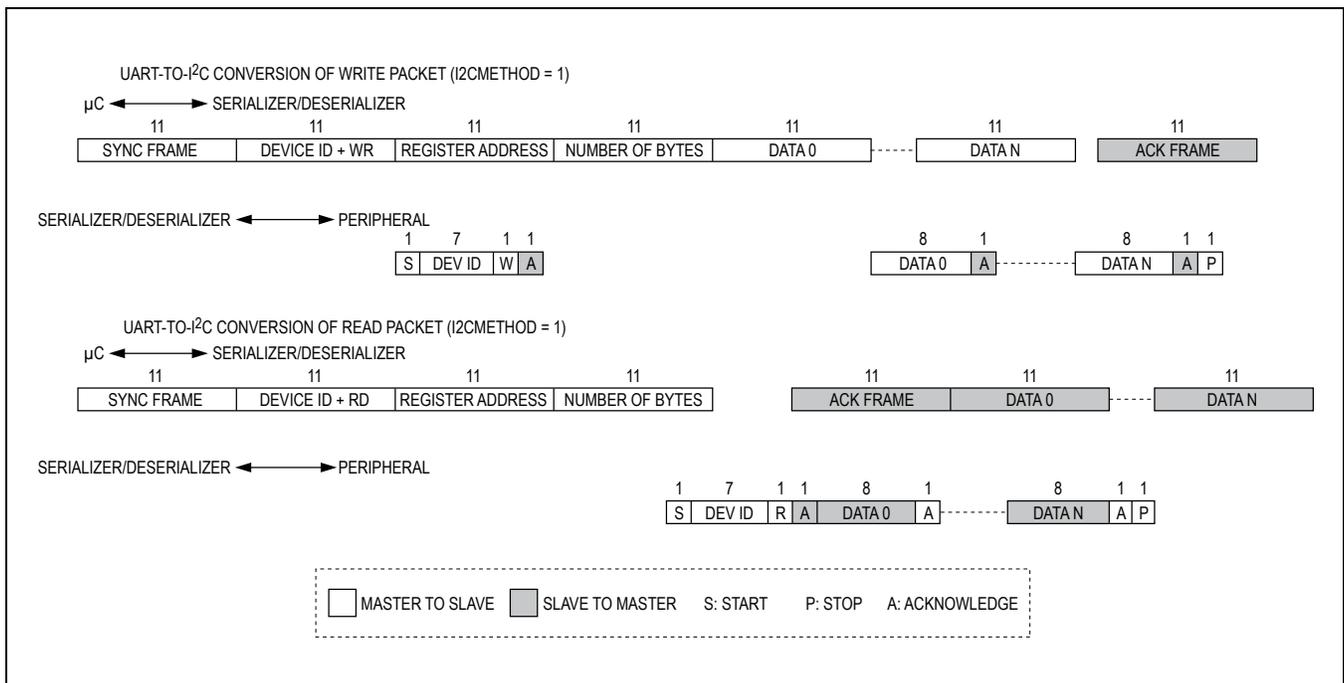 UART-TO-I2C CONVERSION OF WRITE PACKET (I2CMETHOD = 1)
µC SERIALIZER/DESERIALIZER
11 11 11 11 11 11 11
SYNC FRAME DEVICE ID + WR REGISTER ADDRESS NUMBER OF BYTES DATA 0 DATA N ACK FRAME
SERIALIZER/DESERIALIZER PERIPHERAL
1 7 1 1 8 1 8 1 1
S DEV ID W A DATA 0 A DATA N A P
UART-TO-I2C CONVERSION OF READ PACKET (I2CMETHOD = 1)
µC SERIALIZER/DESERIALIZER
11 11 11 11 11 11 11
SYNC FRAME DEVICE ID + RD REGISTER ADDRESS NUMBER OF BYTES ACK FRAME DATA 0 DATA N
SERIALIZER/DESERIALIZER PERIPHERAL
1 7 1 1 8 1 8 1 1
S DEV ID R A DATA 0 A DATA N A P
MASTER TO SLAVE SLAVE TO MASTER S: START P: STOP A: ACKNOWLEDGE